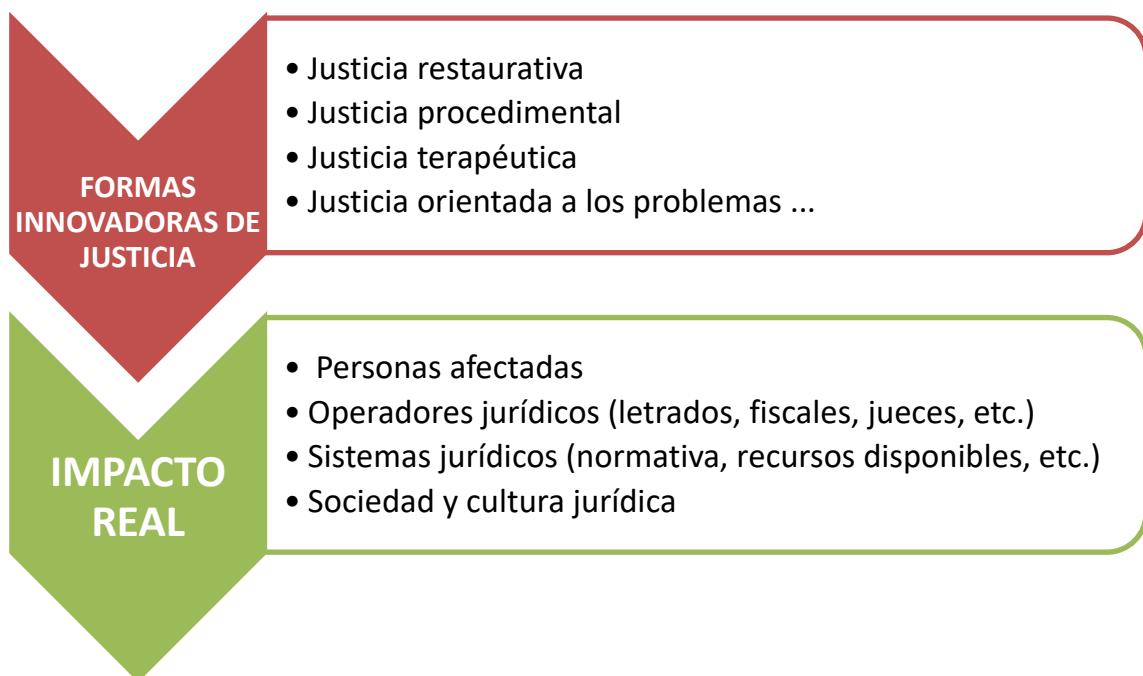 FORMAS
INNOVADORAS DE
JUSTICIA
• Justicia restaurativa
• Justicia procedimental
• Justicia terapéutica
• Justicia orientada a los problemas ...
IMPACTO
REAL
• Personas afectadas
• Operadores jurídicos (letrados, fiscales, jueces, etc.)
• Sistemas jurídicos (normativa, recursos disponibles, etc.)
• Sociedad y cultura jurídica